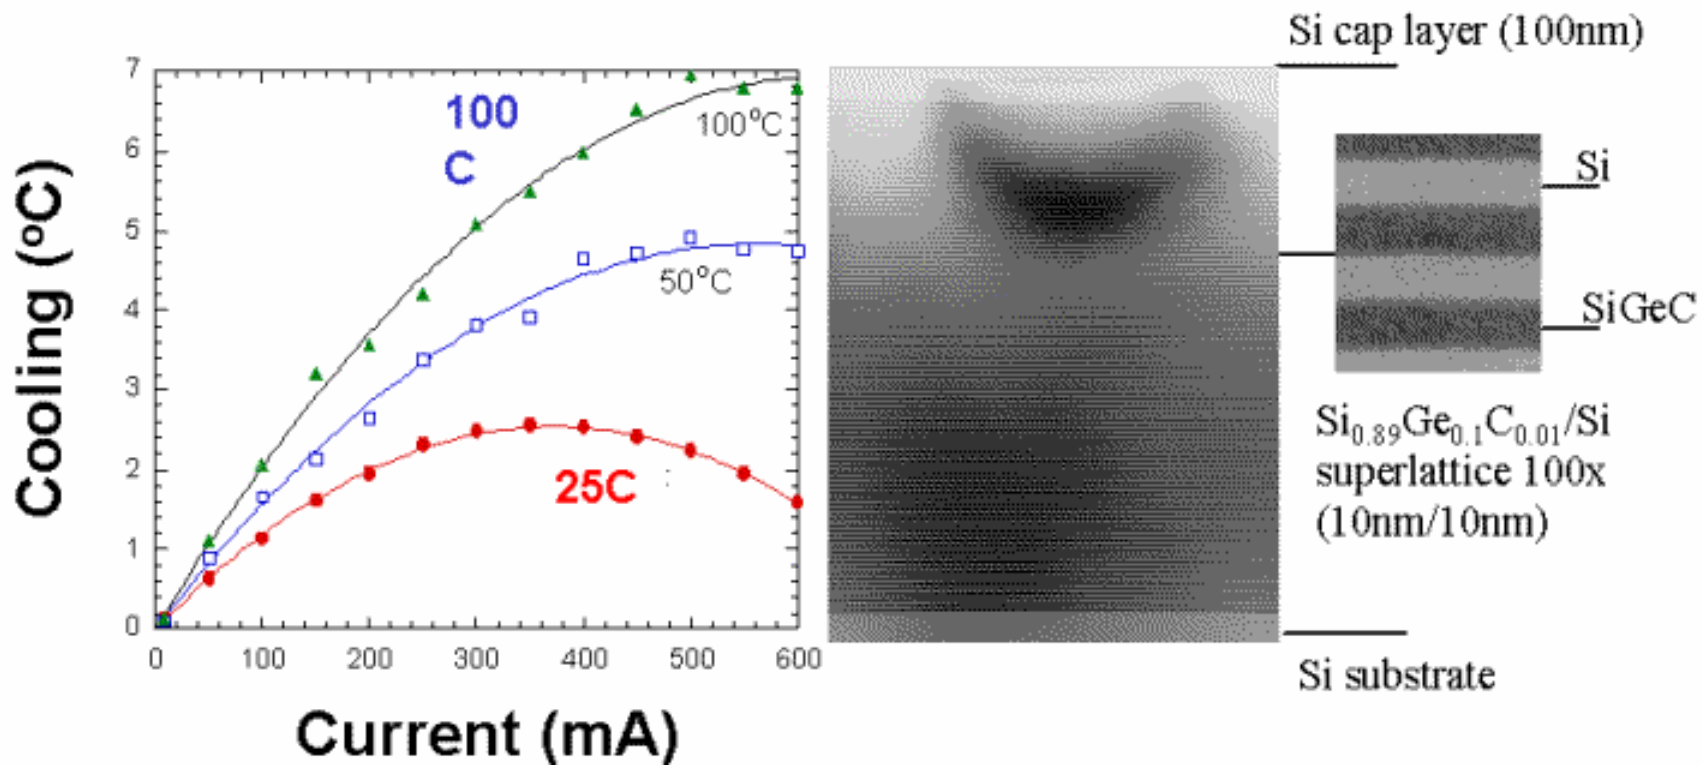 Cooling (°C)
7
6
5
4
3
2
1
0
100
C
100°C
50°C
25C
0 100 200 300 400 500 600
Current (mA)
Si cap layer (100nm)
Si
SiGeC
Si0.89Ge0.1C0.01/Si
superlattice 100x
(10nm/10nm)
Si substrate